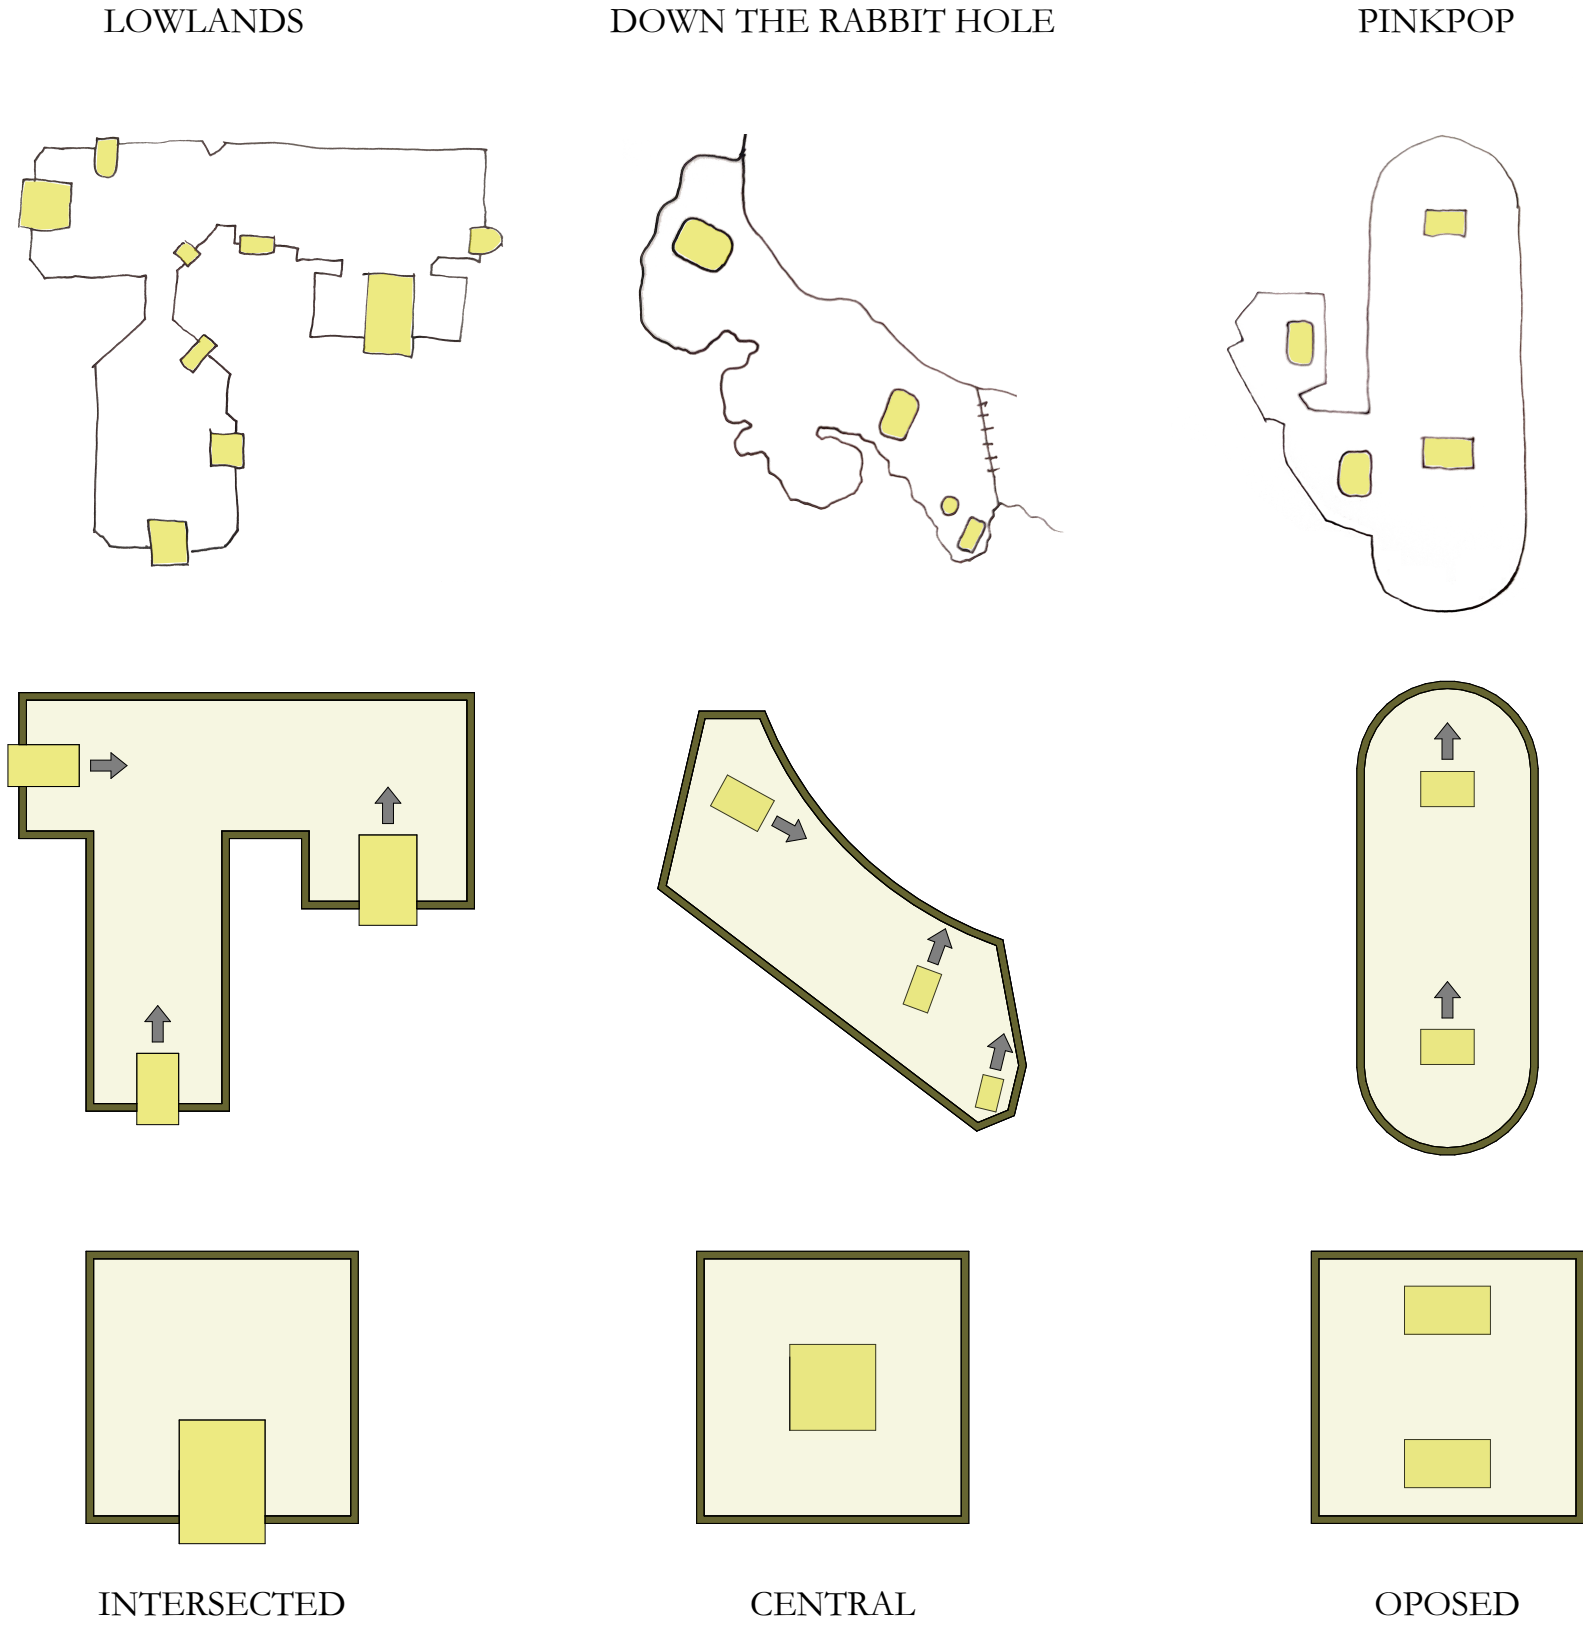 LOWLANDS
DOWN THE RABBIT HOLE
PINKPOP
INTERSECTED
CENTRAL
OPOSED